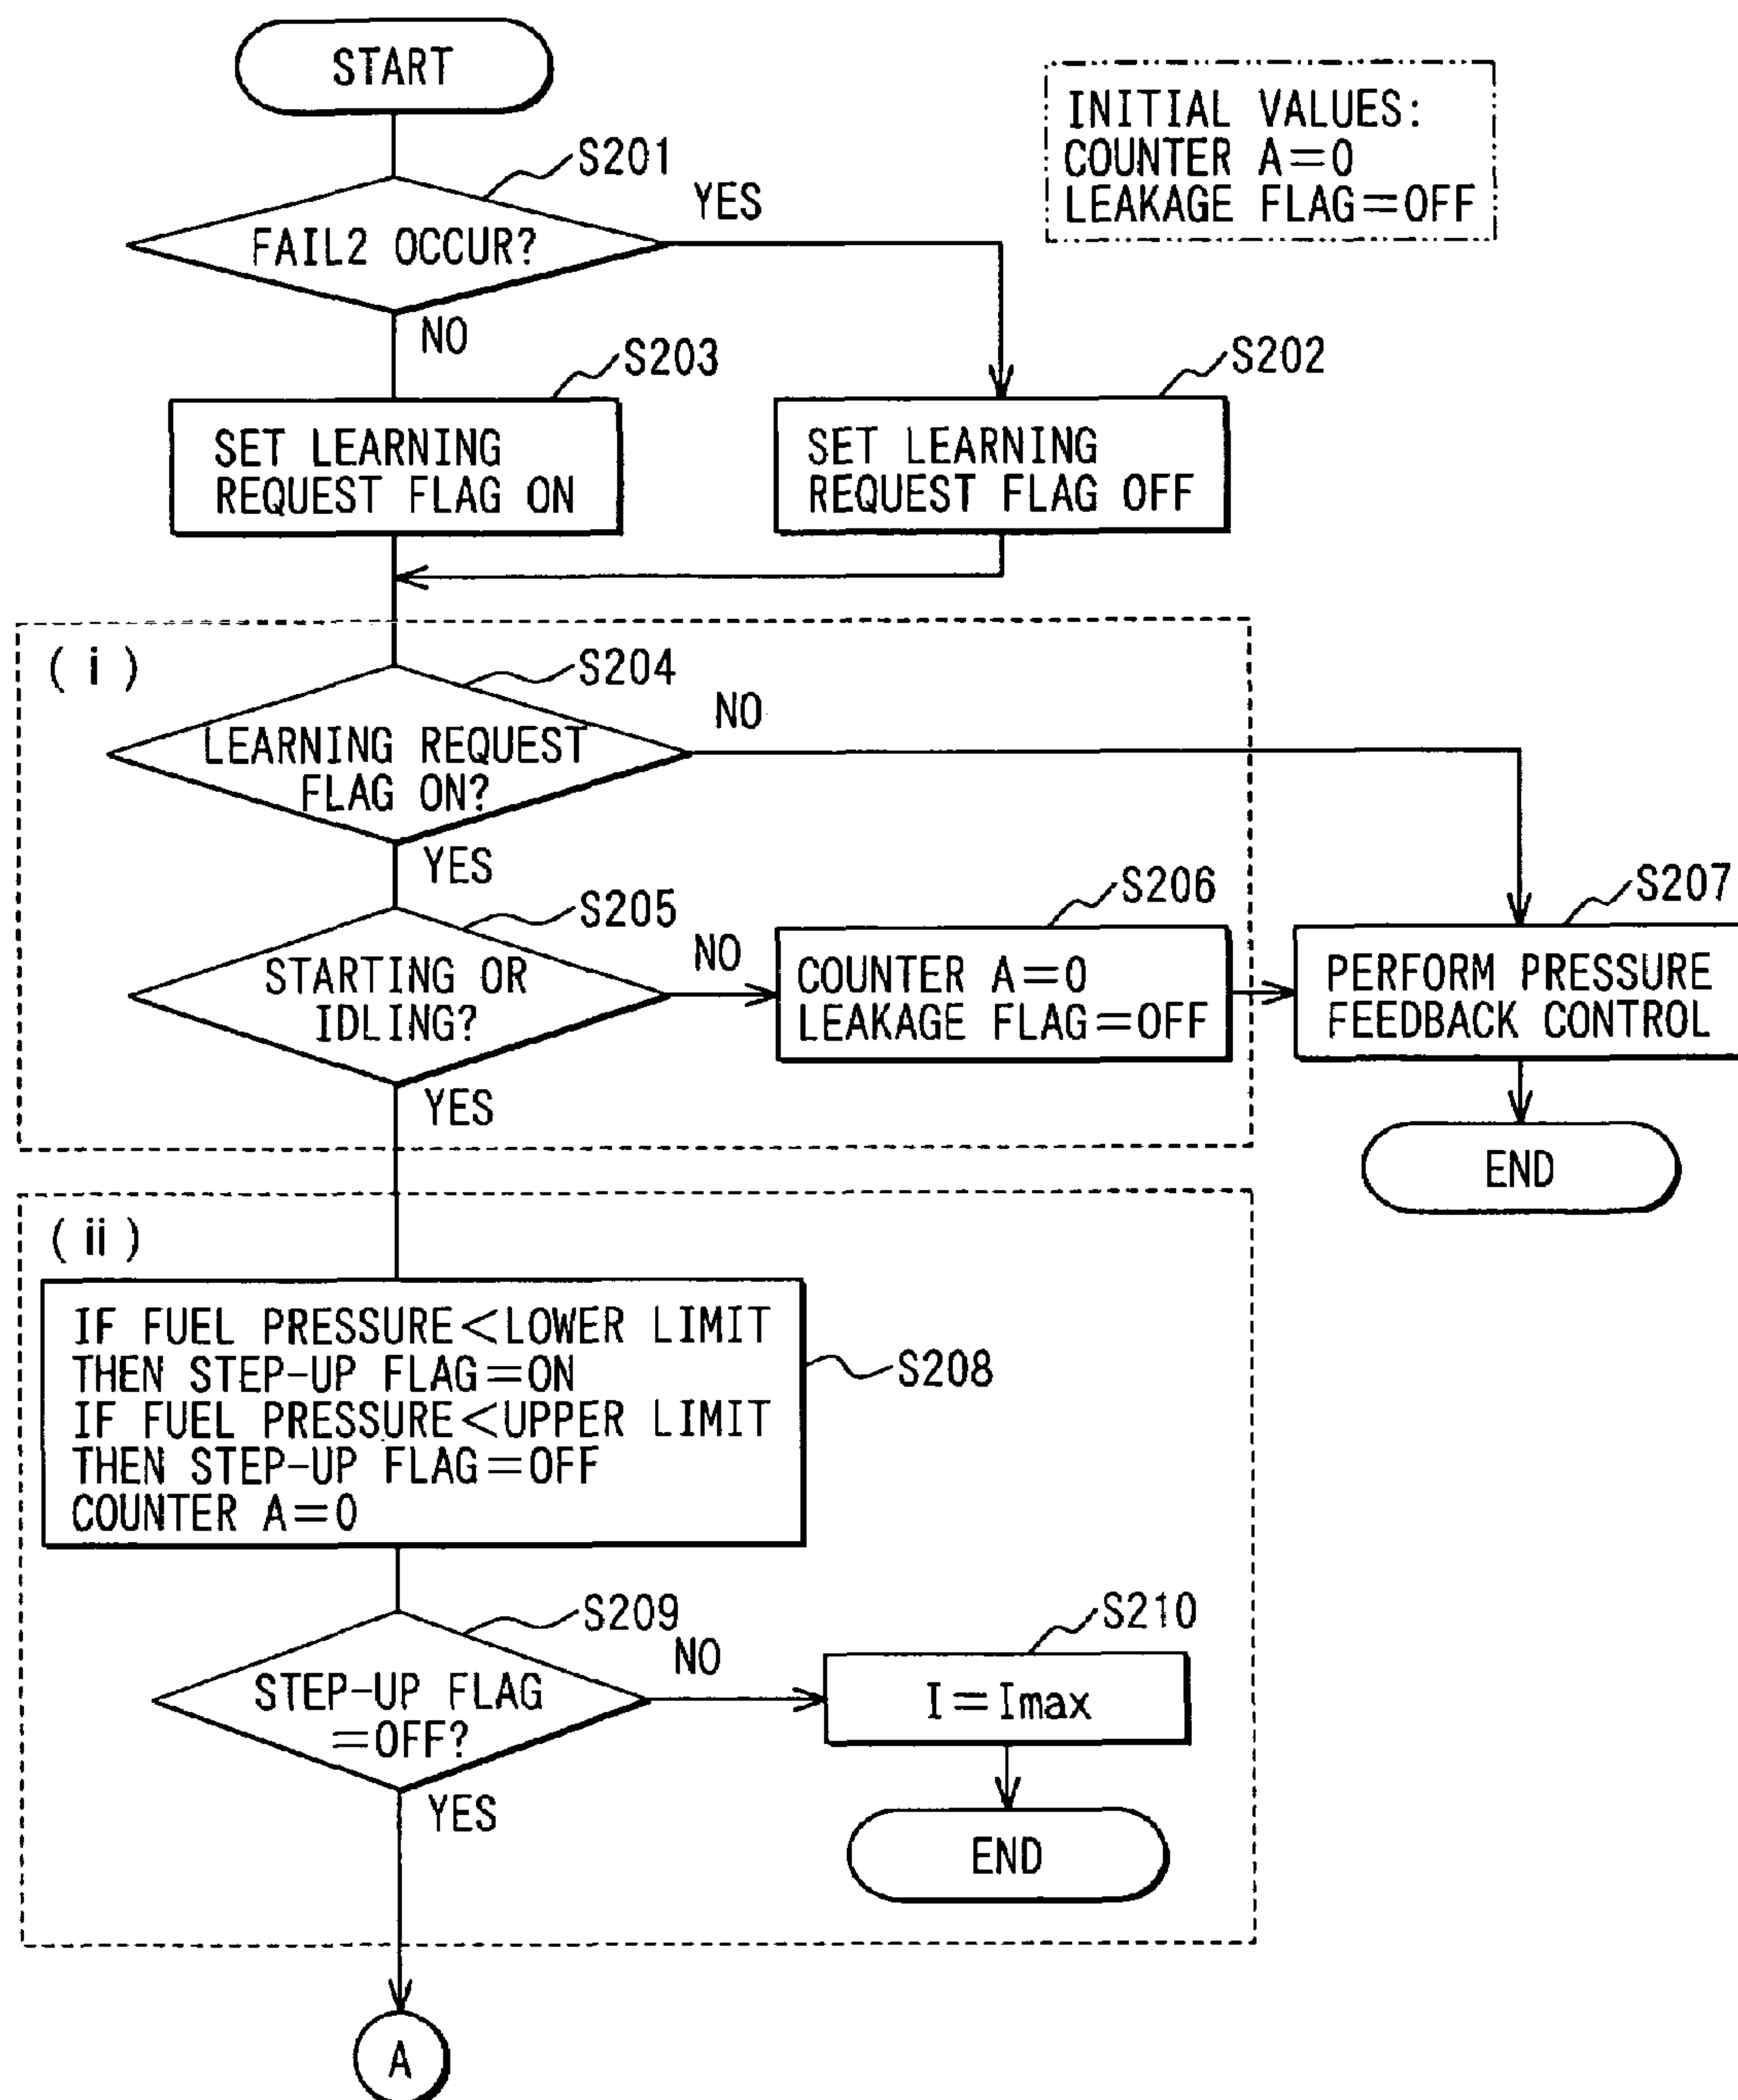 START
INITIAL VALUES:
COUNTER A=0
LEAKAGE FLAG=OFF
S201
FAIL2 OCCUR?
YES
NO
S203
SET LEARNING
REQUEST FLAG ON
S202
SET LEARNING
REQUEST FLAG OFF
(i)
S204
LEARNING REQUEST
FLAG ON?
NO
YES
S205
STARTING OR
IDLING?
NO
YES
S206
COUNTER A=0
LEAKAGE FLAG=OFF
S207
PERFORM PRESSURE
FEEDBACK CONTROL
END
(ii)
IF FUEL PRESSURE<LOWER LIMIT
THEN STEP-UP FLAG=ON
IF FUEL PRESSURE<UPPER LIMIT
THEN STEP-UP FLAG=OFF
COUNTER A=0
S208
S209
STEP-UP FLAG
=OFF?
NO
YES
S210
I=Imax
END
A